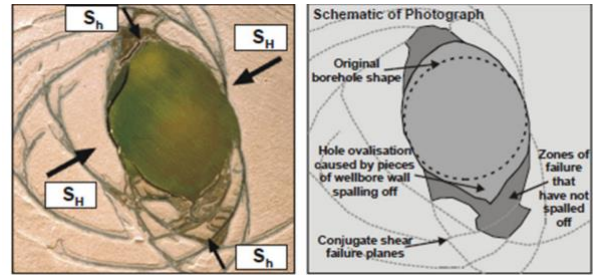 Sh
SH
SH
Sh
Schematic of Photograph
Original
borehole shape
Hole ovalisation
caused by pieces
of wellbore wall
spalling off
Zones of
failure
that
have not
spalled
off
Conjugate shear
failure planes